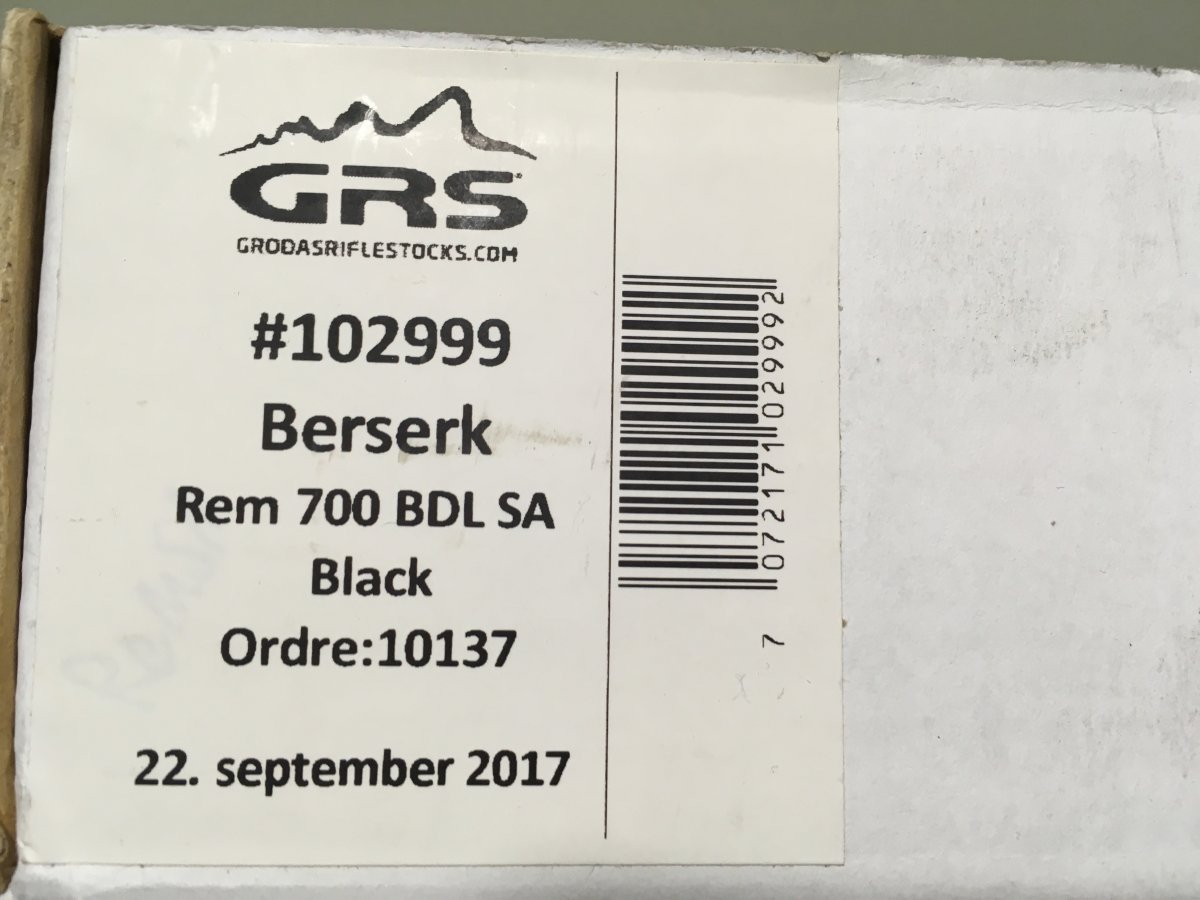 GRS
GRODASRIFLESTOCKS.COM
#102999
Berserk
Rem 700 BDL SA
Black
Ordre:10137
22. september 2017
7 072171 029992